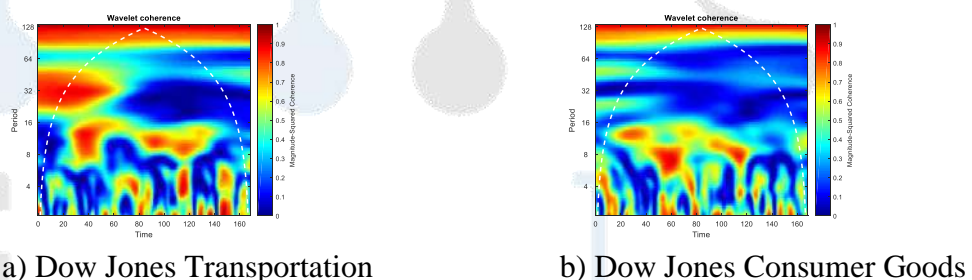 Wavelet coherence
128
64
32
16
8
4
Period
0 20 40 60 80 100 120 140 160
Time
1
0.9
0.8
0.7
0.6
0.5
0.4
0.3
0.2
0.1
0
Magnitude-Squared Coherence
a) Dow Jones Transportation
Wavelet coherence
128
64
32
16
8
4
Period
0 20 40 60 80 100 120 140 160
Time
1
0.9
0.8
0.7
0.6
0.5
0.4
0.3
0.2
0.1
0
Magnitude-Squared Coherence
b) Dow Jones Consumer Goods